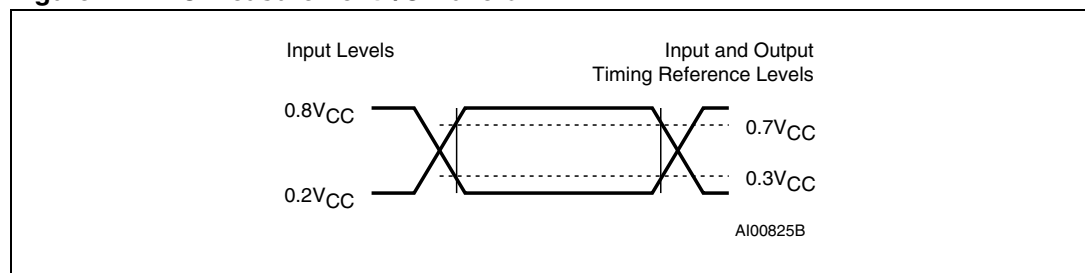 Input Levels
Input and Output
Timing Reference Levels
0.8VCC
0.7VCC
0.3VCC
0.2VCC
AI00825B